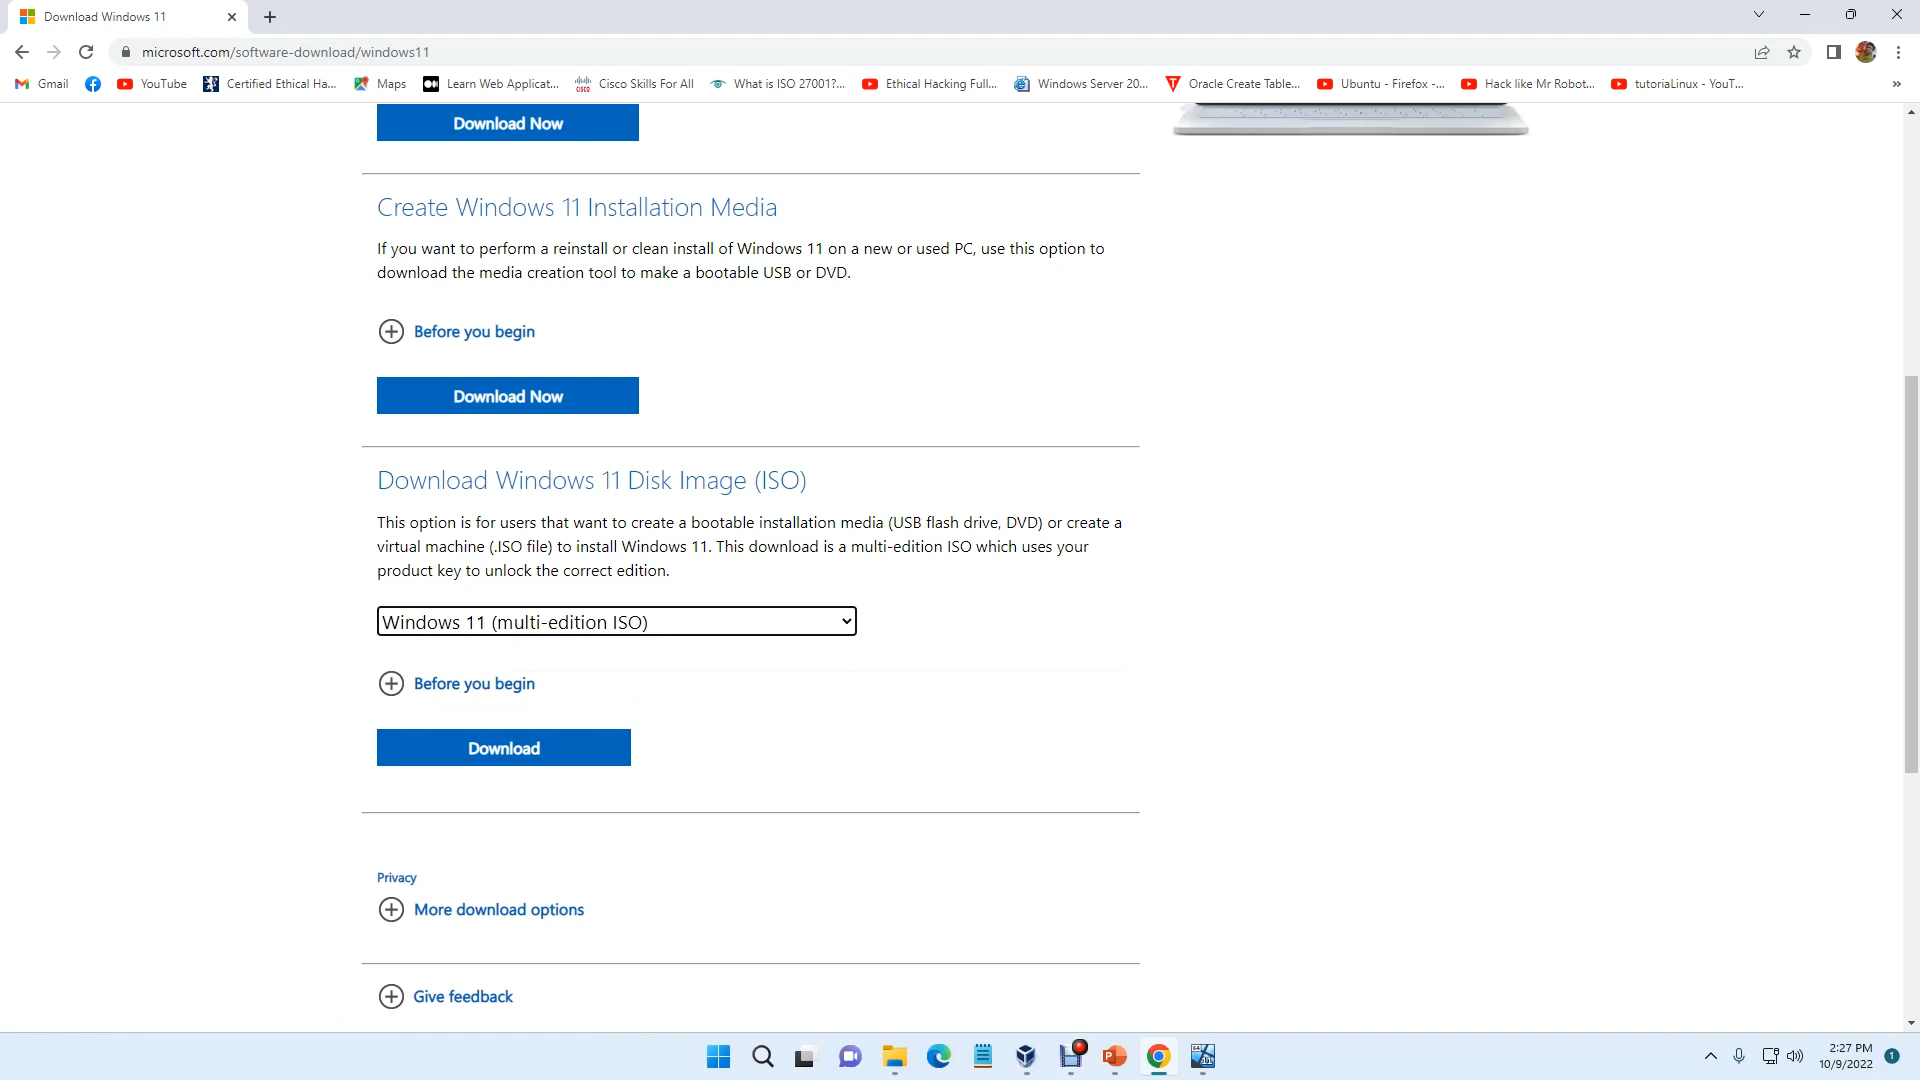 Download Windows 11
microsoft.com/software-download/windows11
Gmail
YouTube
Certified Ethical Ha...
Maps
Learn Web Applicat...
Cisco Skills For All
What is ISO 27001?...
Ethical Hacking Full...
Windows Server 20...
Oracle Create Table...
Ubuntu - Firefox -...
Hack like Mr Robot...
tutoriaLinux - YouT...
»
Download Now
Create Windows 11 Installation Media
If you want to perform a reinstall or clean install of Windows 11 on a new or used PC, use this option to
download the media creation tool to make a bootable USB or DVD.
Before you begin
Download Now
Download Windows 11 Disk Image (ISO)
This option is for users that want to create a bootable installation media (USB flash drive, DVD) or create a
virtual machine (.ISO file) to install Windows 11. This download is a multi-edition ISO which uses your
product key to unlock the correct edition.
Windows 11 (multi-edition ISO)
Before you begin
Download
Privacy
More download options
Give feedback
2:27 PM
10/9/2022
1